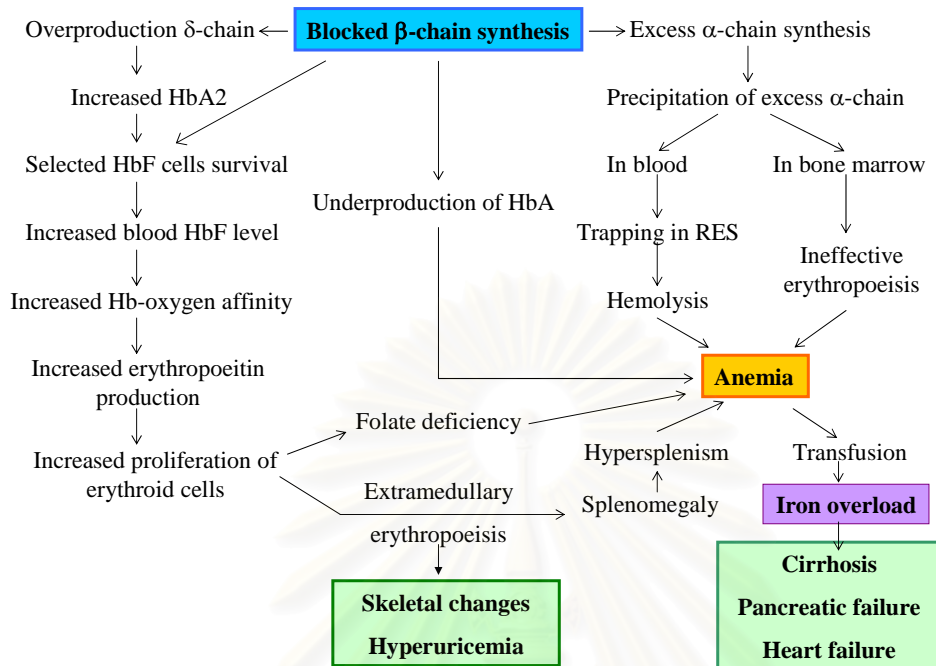 Overproduction δ-chain
Blocked β-chain synthesis
Excess α-chain synthesis
Increased HbA2
Precipitation of excess α-chain
Selected HbF cells survival
In blood
In bone marrow
Underproduction of HbA
Increased blood HbF level
Trapping in RES
Ineffective
erythropoeisis
Increased Hb-oxygen affinity
Hemolysis
Increased erythropoeitin
production
Anemia
Folate deficiency
Increased proliferation of
erythroid cells
Hypersplenism
Transfusion
Extramedullary
erythropoeisis
Splenomegaly
Iron overload
Skeletal changes
Hyperuricemia
Cirrhosis
Pancreatic failure
Heart failure